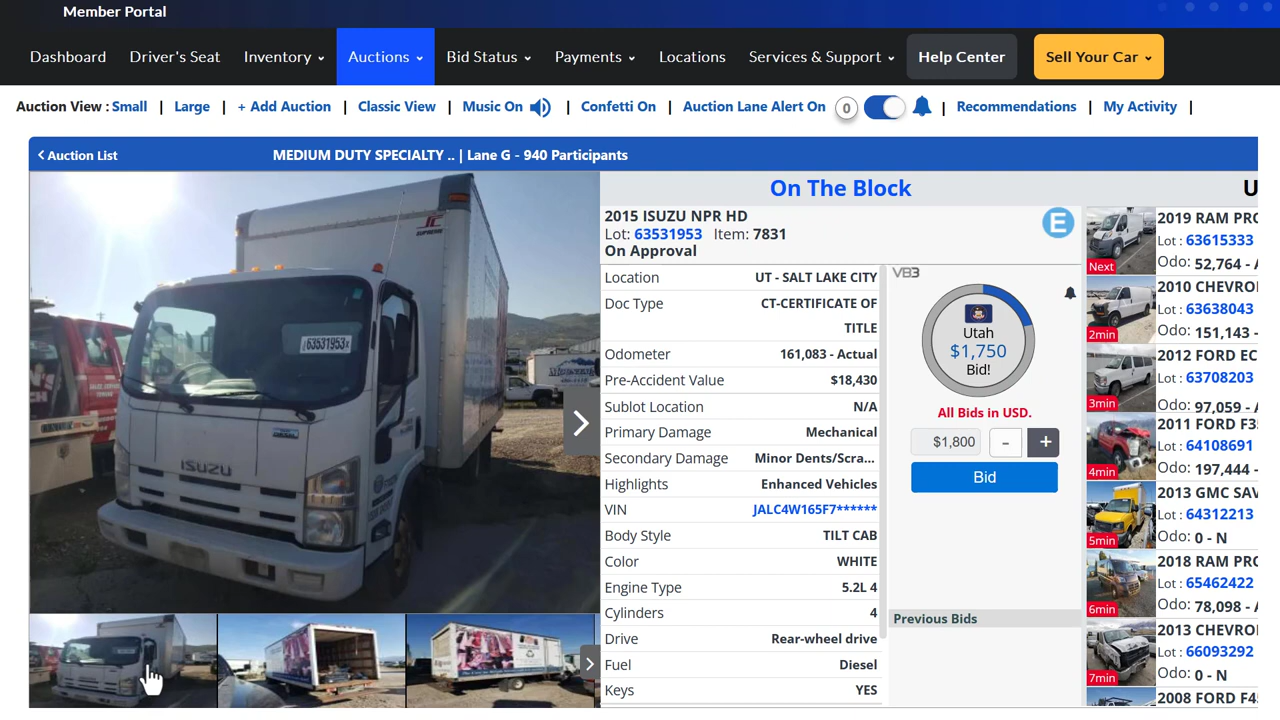 Member Portal
Dashboard Driver's Seat Inventory Auctions Bid Status Payments Locations Services & Support Help Center Sell Your Car
Auction View : Small | Large | + Add Auction | Classic View | Music On | Confetti On | Auction Lane Alert On 0 | Recommendations | My Activity |
Auction List MEDIUM DUTY SPECIALTY .. | Lane G - 940 Participants
On The Block
U
2015 ISUZU NPR HD
Lot: 63531953 Item: 7831
On Approval
E
Location UT - SALT LAKE CITY
Doc Type CT-CERTIFICATE OF
TITLE
Odometer 161,083 - Actual
Pre-Accident Value $18,430
Sublot Location N/A
Primary Damage Mechanical
Secondary Damage Minor Dents/Scra...
Highlights Enhanced Vehicles
VIN JALC4W165F7******
Body Style TILT CAB
Color WHITE
Engine Type 5.2L 4
Cylinders 4
Drive Rear-wheel drive
Fuel Diesel
Keys YES
VB3
Utah
$1,750
Bid!
All Bids in USD.
$1,800 - +
Bid
Previous Bids
2019 RAM PRO
Lot : 63615333
Odo: 52,764 - A
Next
2010 CHEVROL
Lot : 63638043
Odo: 151,143 -
2min
2012 FORD EC
Lot : 63708203
Odo: 97,059 - A
3min
2011 FORD F35
Lot : 64108691
Odo: 197,444 -
4min
2013 GMC SAV
Lot : 64312213
Odo: 0 - N
5min
2018 RAM PRO
Lot : 65462422
Odo: 78,098 - A
6min
2013 CHEVROL
Lot : 66093292
Odo: 0 - N
7min
2008 FORD F45
SUPREME
63531953
ISUZU
DIESEL